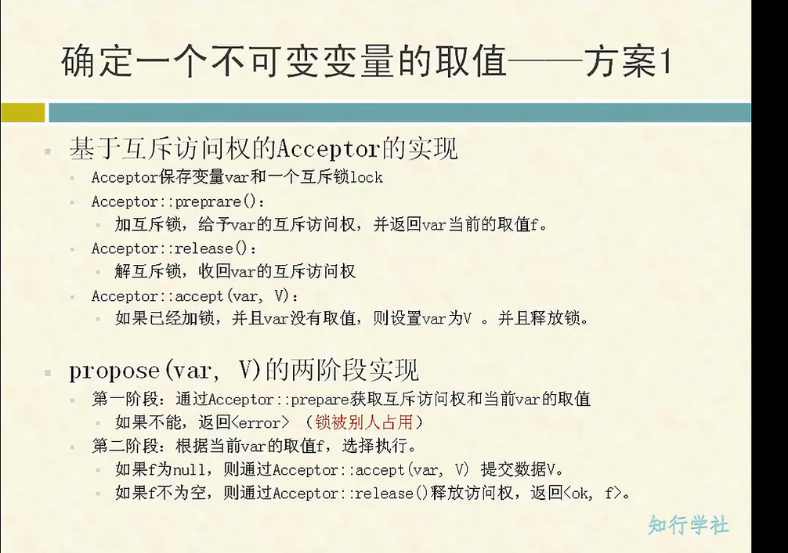 确定一个不可变变量的取值——方案1
基于互斥访问权的Acceptor的实现
Acceptor保存变量var和一个互斥锁lock
Acceptor::preprare():
加互斥锁，给予var的互斥访问权，并返回var当前的取值f。
Acceptor::release():
解互斥锁，收回var的互斥访问权
Acceptor::accept(var, V):
如果已经加锁，并且var没有取值，则设置var为V 。并且释放锁。
propose(var, V)的两阶段实现
第一阶段：通过Acceptor::prepare获取互斥访问权和当前var的取值
如果不能，返回<error> （锁被别人占用）
第二阶段：根据当前var的取值f，选择执行。
如果f为null，则通过Acceptor::accept(var, V) 提交数据V。
如果f不为空，则通过Acceptor::release()释放访问权，返回<ok, f>。
知行学社